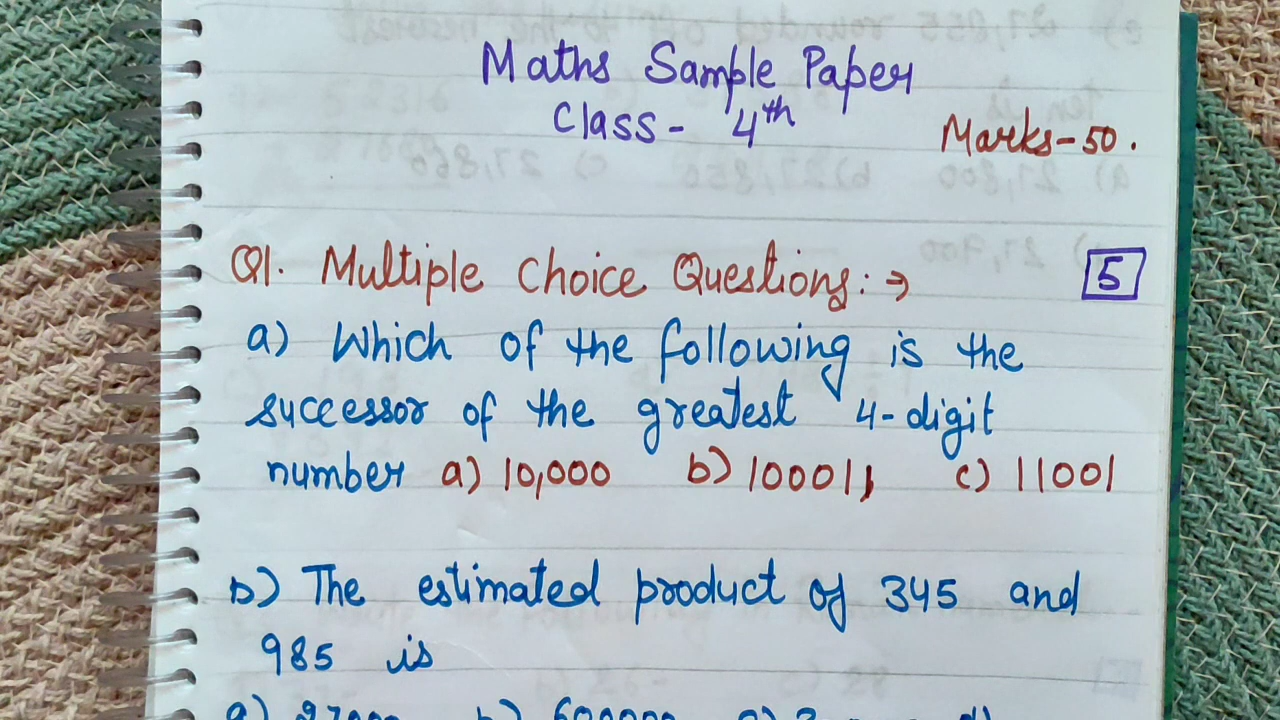 Maths Sample Paper
Class - 4th
Marks-50.
Q1. Multiple Choice Questions:→ 5
a) Which of the following is the
successor of the greatest 4-digit
number a) 10,000 b) 10001, c) 11001
b) The estimated product of 345 and
985 is
a) b) 600000